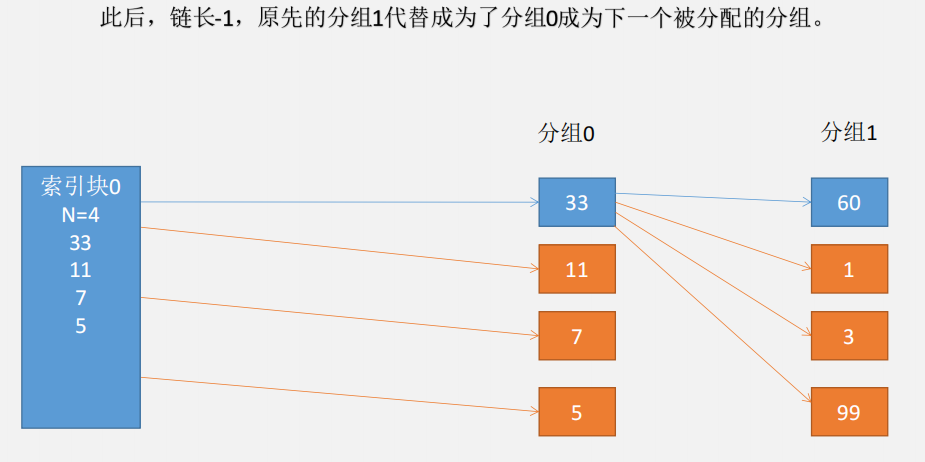 此后，链长-1，原先的分组1代替成为了分组0成为下一个被分配的分组。
分组0
分组1
索引块0
N=4
33
11
7
5
33
60
11
1
7
3
5
99